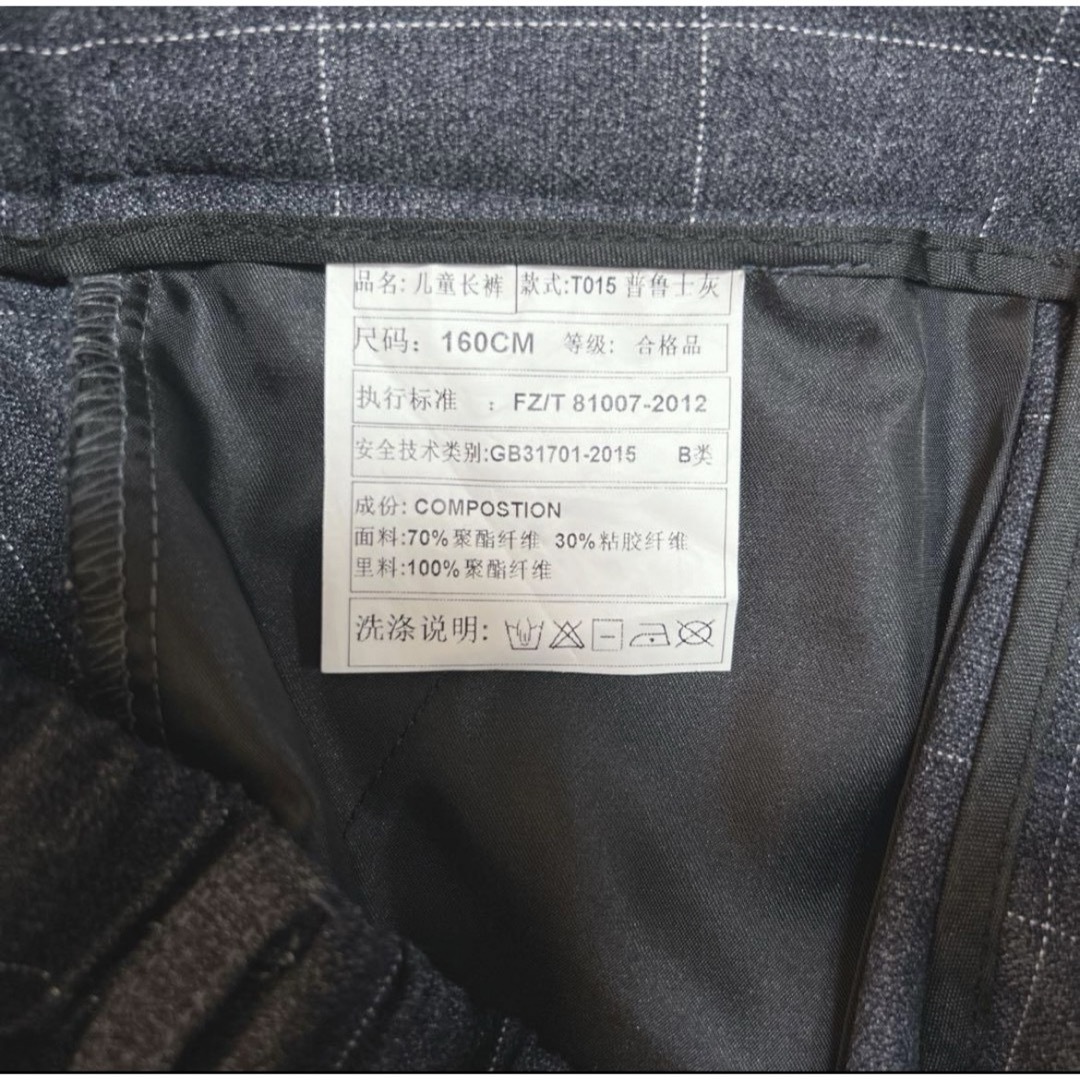 品名: 儿童长裤 款式:T015 普鲁士灰
尺码: 160CM 等级: 合格品
执行标准 : FZ/T 81007-2012
安全技术类别:GB31701-2015 B类
成份: COMPOSTION
面料:70%聚酯纤维 30%粘胶纤维
里料:100%聚酯纤维
洗涤说明: